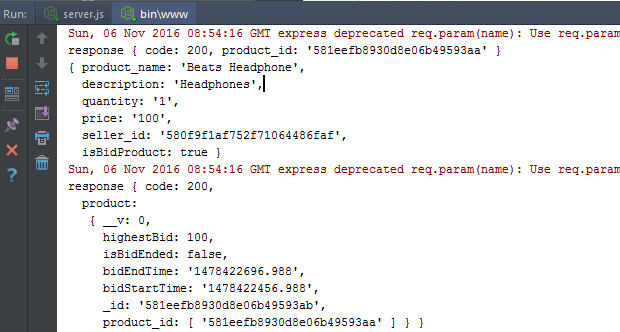 Run: server.js bin\www
Sun, 06 Nov 2016 08:54:16 GMT express deprecated req.param(name): Use req.para
response { code: 200, product_id: '581eefb8930d8e06b49593aa' }
{ product_name: 'Beats Headphone',
description: 'Headphones',
quantity: '1',
price: '100',
seller_id: '580f9f1af752f71064486faf',
isBidProduct: true }
Sun, 06 Nov 2016 08:54:16 GMT express deprecated req.param(name): Use req.para
response { code: 200,
product:
{ __v: 0,
highestBid: 100,
isBidEnded: false,
bidEndTime: '1478422696.988',
bidStartTime: '1478422456.988',
_id: '581eefb8930d8e06b49593ab',
product_id: [ '581eefb8930d8e06b49593aa' ] } }